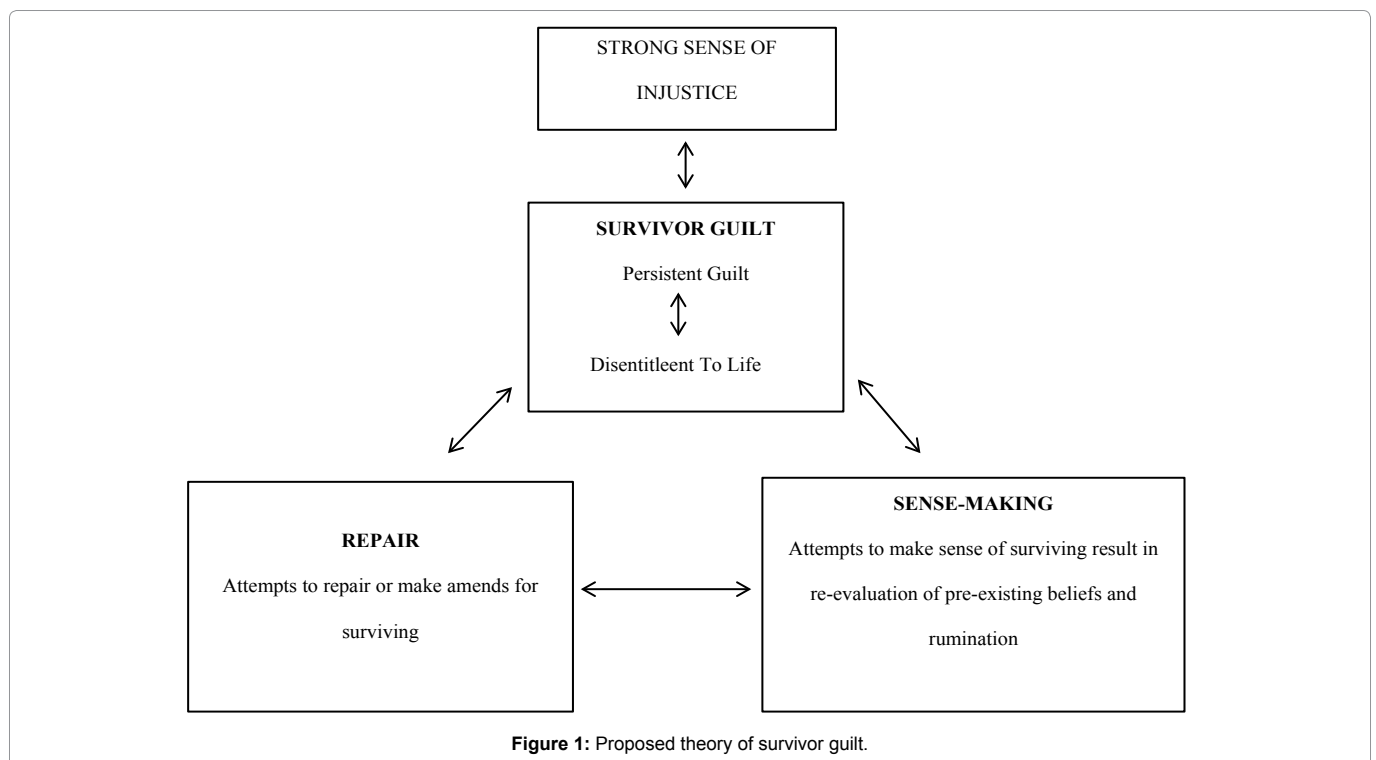 STRONG SENSE OF
INJUSTICE
SURVIVOR GUILT
Persistent Guilt
Disentitleent To Life
REPAIR
Attempts to repair or make amends for
surviving
SENSE-MAKING
Attempts to make sense of surviving result in
re-evaluation of pre-existing beliefs and
rumination
Figure 1: Proposed theory of survivor guilt.